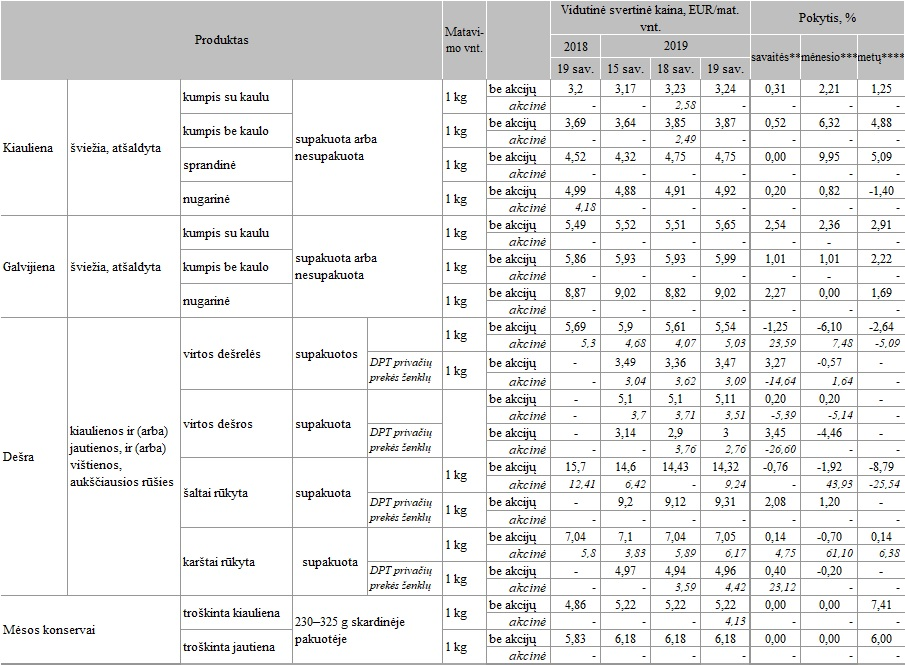 Produktas Matavi- Vidutinė svertinė kaina, EUR/mat. Pokytis, %
mo vnt. vnt.
2018 2019 savaitės** mėnesio*** metų****
19 sav. 15 sav. 18 sav. 19 sav.
Kiauliena šviežia, atšaldyta kumpis su kaulu supakuota arba nesupakuota 1 kg be akcijų 3,2 3,17 3,23 3,24 0,31 2,21 1,25
akcinė - - 2,58 - - - -
kumpis be kaulo 1 kg be akcijų 3,69 3,64 3,85 3,87 0,52 6,32 4,88
akcinė - - 2,49 - - - -
sprandinė 1 kg be akcijų 4,52 4,32 4,75 4,75 0,00 9,95 5,09
akcinė - - - - - - -
nugarinė 1 kg be akcijų 4,99 4,88 4,91 4,92 0,20 0,82 -1,40
akcinė 4,18 - - - - - -
Galvijiena šviežia, atšaldyta kumpis su kaulu supakuota arba nesupakuota 1 kg be akcijų 5,49 5,52 5,51 5,65 2,54 2,36 2,91
akcinė - - - - - - -
kumpis be kaulo 1 kg be akcijų 5,86 5,93 5,93 5,99 1,01 1,01 2,22
akcinė - - - - - - -
nugarinė 1 kg be akcijų 8,87 9,02 8,82 9,02 2,27 0,00 1,69
akcinė - - - - - - -
Dešra kiaulienos ir (arba) jautienos, ir (arba) vištienos, aukščiausios rūšies virtos dešrelės supakuotos 1 kg be akcijų 5,69 5,9 5,61 5,54 -1,25 -6,10 -2,64
akcinė 5,3 4,68 4,07 5,03 23,59 7,48 -5,09
DPT privačių prekės ženklų 1 kg be akcijų - 3,49 3,36 3,47 3,27 -0,57 -
akcinė - 3,04 3,62 3,09 -14,64 1,64 -
virtos dešros supakuota be akcijų - 5,1 5,1 5,11 0,20 0,20 -
akcinė - 3,7 3,71 3,51 -5,39 -5,14 -
DPT privačių prekės ženklų be akcijų - 3,14 2,9 3 3,45 -4,46 -
akcinė - - 3,76 2,76 -26,60 - -
šaltai rūkyta supakuota 1 kg be akcijų 15,7 14,6 14,43 14,32 -0,76 -1,92 -8,79
akcinė 12,41 6,42 - 9,24 - 43,93 -25,54
DPT privačių prekės ženklų 1 kg be akcijų - 9,2 9,12 9,31 2,08 1,20 -
akcinė - - - - - - -
karštai rūkyta supakuota 1 kg be akcijų 7,04 7,1 7,04 7,05 0,14 -0,70 0,14
akcinė 5,8 3,83 5,89 6,17 4,75 61,10 6,38
DPT privačių prekės ženklų 1 kg be akcijų - 4,97 4,94 4,96 0,40 -0,20 -
akcinė - - 3,59 4,42 23,12 - -
Mėsos konservai troškinta kiauliena 230–325 g skardinėje pakuotėje 1 kg be akcijų 4,86 5,22 5,22 5,22 0,00 0,00 7,41
akcinė - - - 4,13 - - -
troškinta jautiena 1 kg be akcijų 5,83 6,18 6,18 6,18 0,00 0,00 6,00
akcinė - - - - - - -